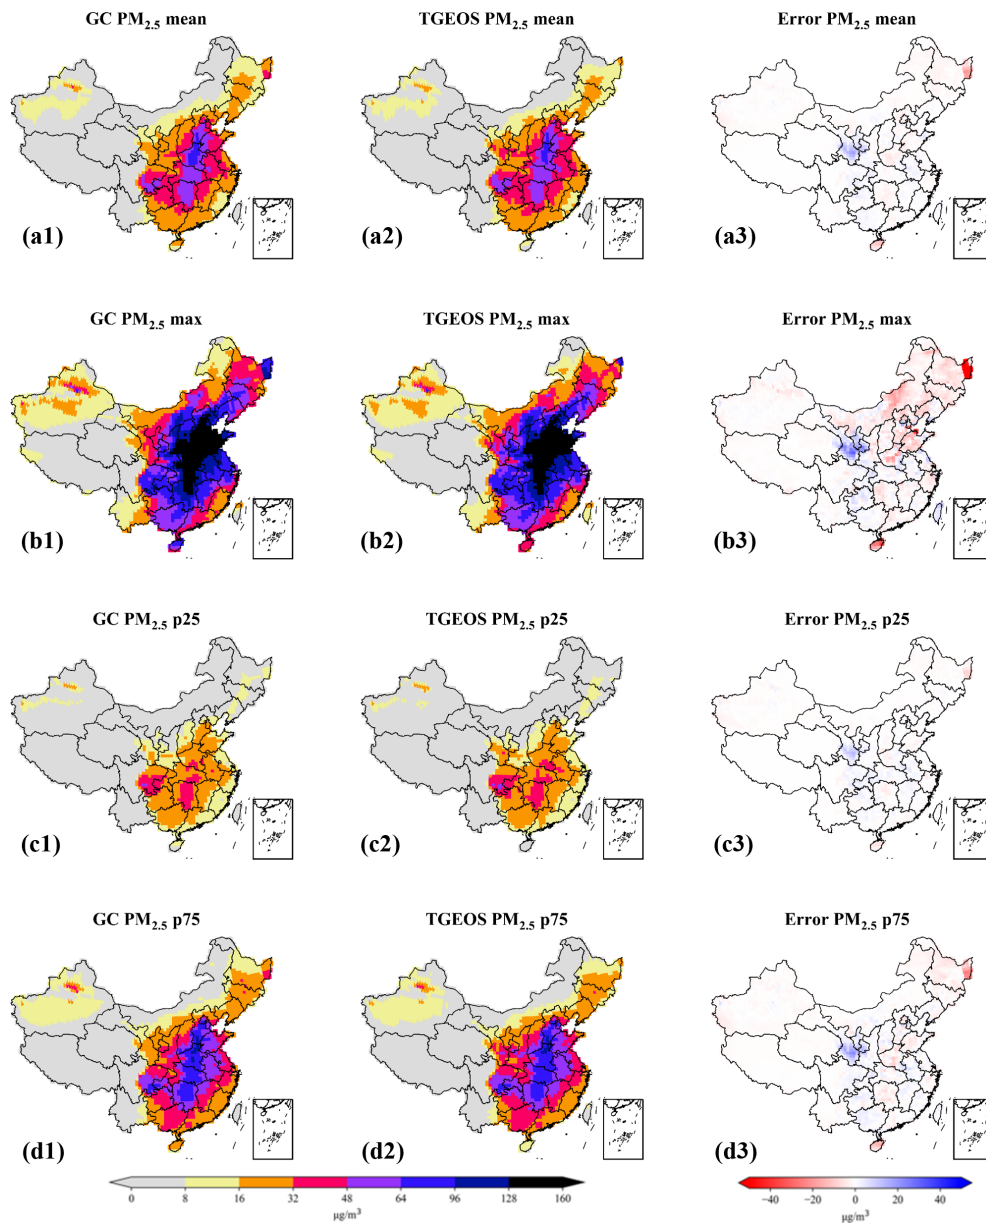 GC PM2.5 mean TGEOS PM2.5 mean Error PM2.5 mean
(a1) (a2) (a3)
GC PM2.5 max TGEOS PM2.5 max Error PM2.5 max
(b1) (b2) (b3)
GC PM2.5 p25 TGEOS PM2.5 p25 Error PM2.5 p25
(c1) (c2) (c3)
GC PM2.5 p75 TGEOS PM2.5 p75 Error PM2.5 p75
(d1) (d2) (d3)
0 8 16 32 48 64 96 128 160 −40 −20 0 20 40
μg/m³ μg/m³